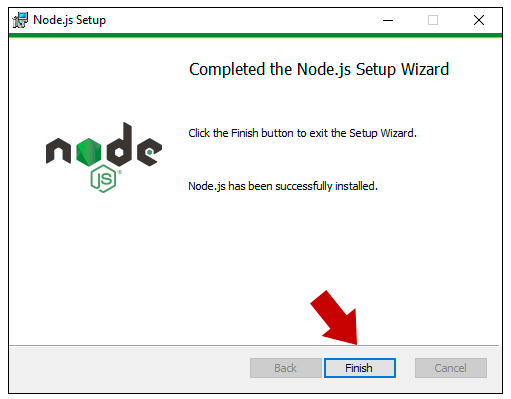 Node.js Setup
Completed the Node.js Setup Wizard
Click the Finish button to exit the Setup Wizard.
node
JS®
Node.js has been successfully installed.
Back Finish Cancel